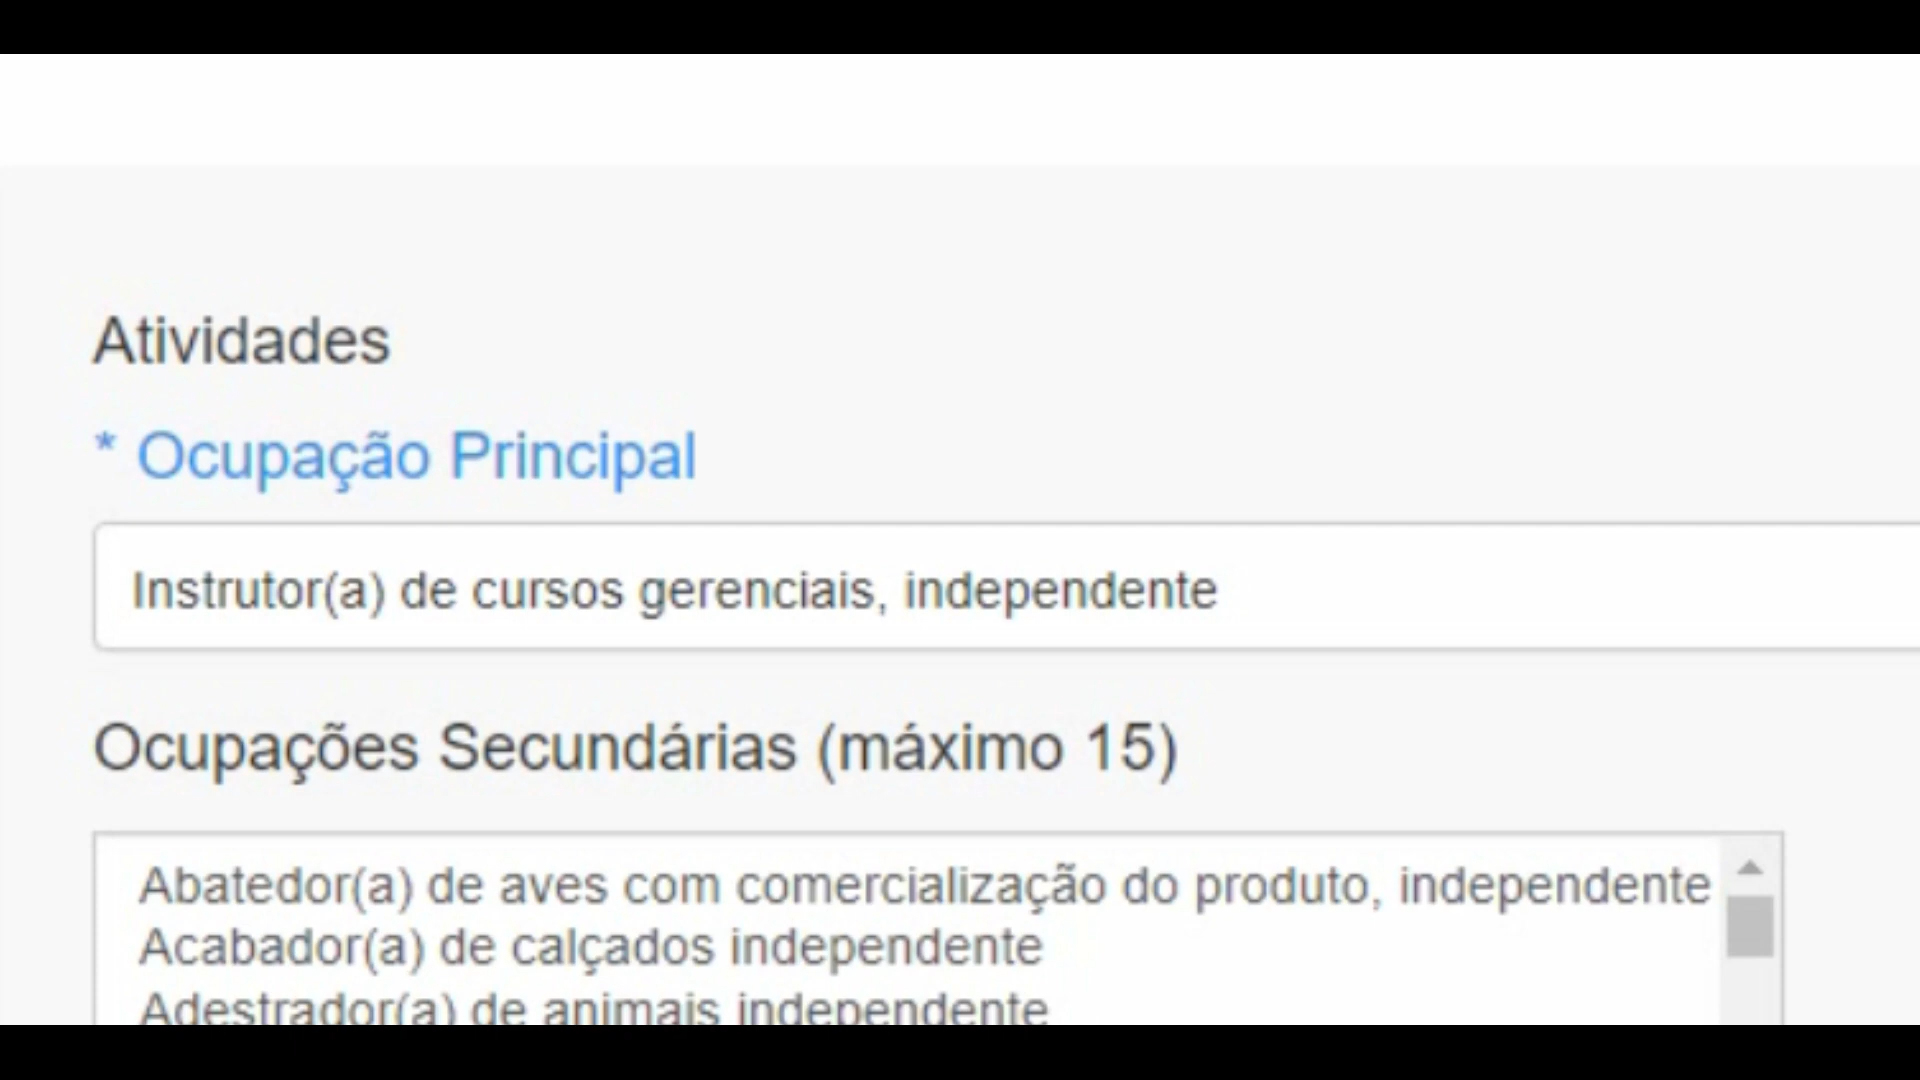 Atividades
* Ocupação Principal
Instrutor(a) de cursos gerenciais, independente
Ocupações Secundárias (máximo 15)
Abatedor(a) de aves com comercialização do produto, independente
Acabador(a) de calçados independente
Adestrador(a) de animais independente